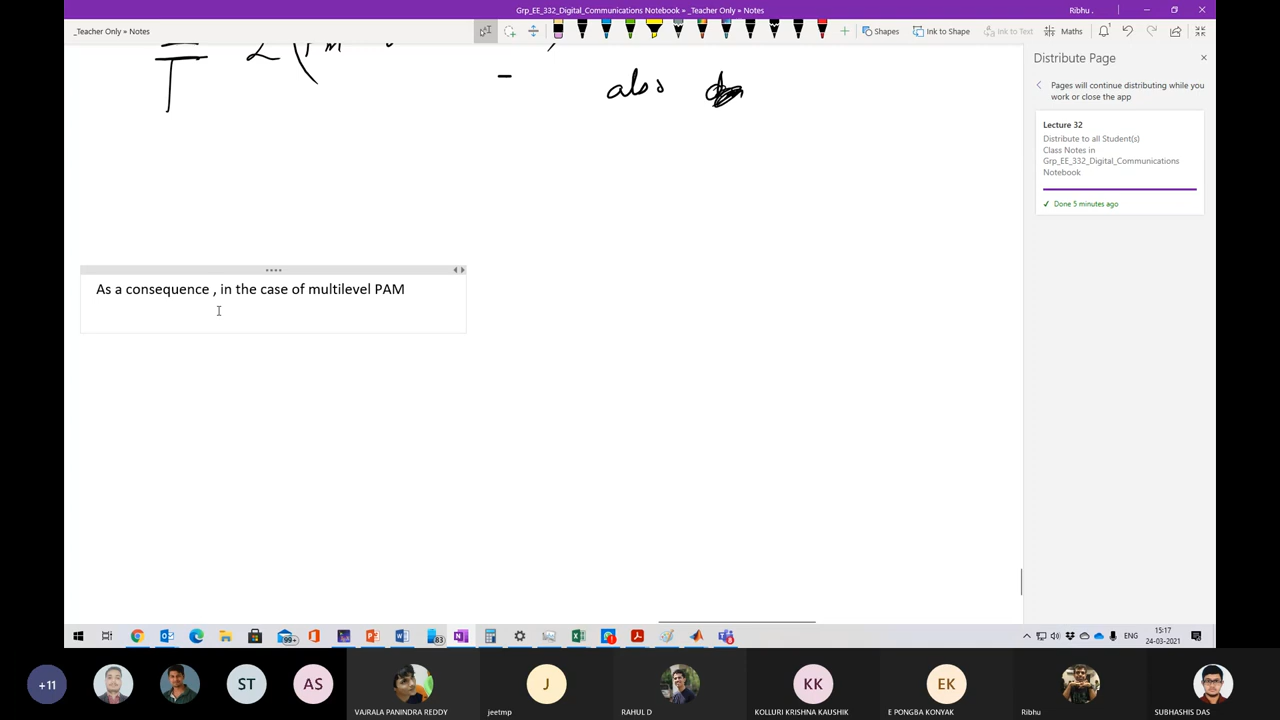 Grp_EE_332_Digital_Communications Notebook » _Teacher Only » Notes
Ribhu .
_Teacher Only » Notes
Shapes
Ink to Shape
Ink to Text
Maths
Distribute Page
Pages will continue distributing while you
work or close the app
Lecture 32
Distribute to all Student(s)
Class Notes in
Grp_EE_332_Digital_Communications
Notebook
✓ Done 5 minutes ago
also
As a consequence , in the case of multilevel PAM
99+
83
ENG
15:17
24-03-2021
+11
ST
AS
VAJRALA PANINDRA REDDY
J
jeetmp
RAHUL D
KK
KOLLURI KRISHNA KAUSHIK
EK
E PONGBA KONYAK
Ribhu
SUBHASHIS DAS